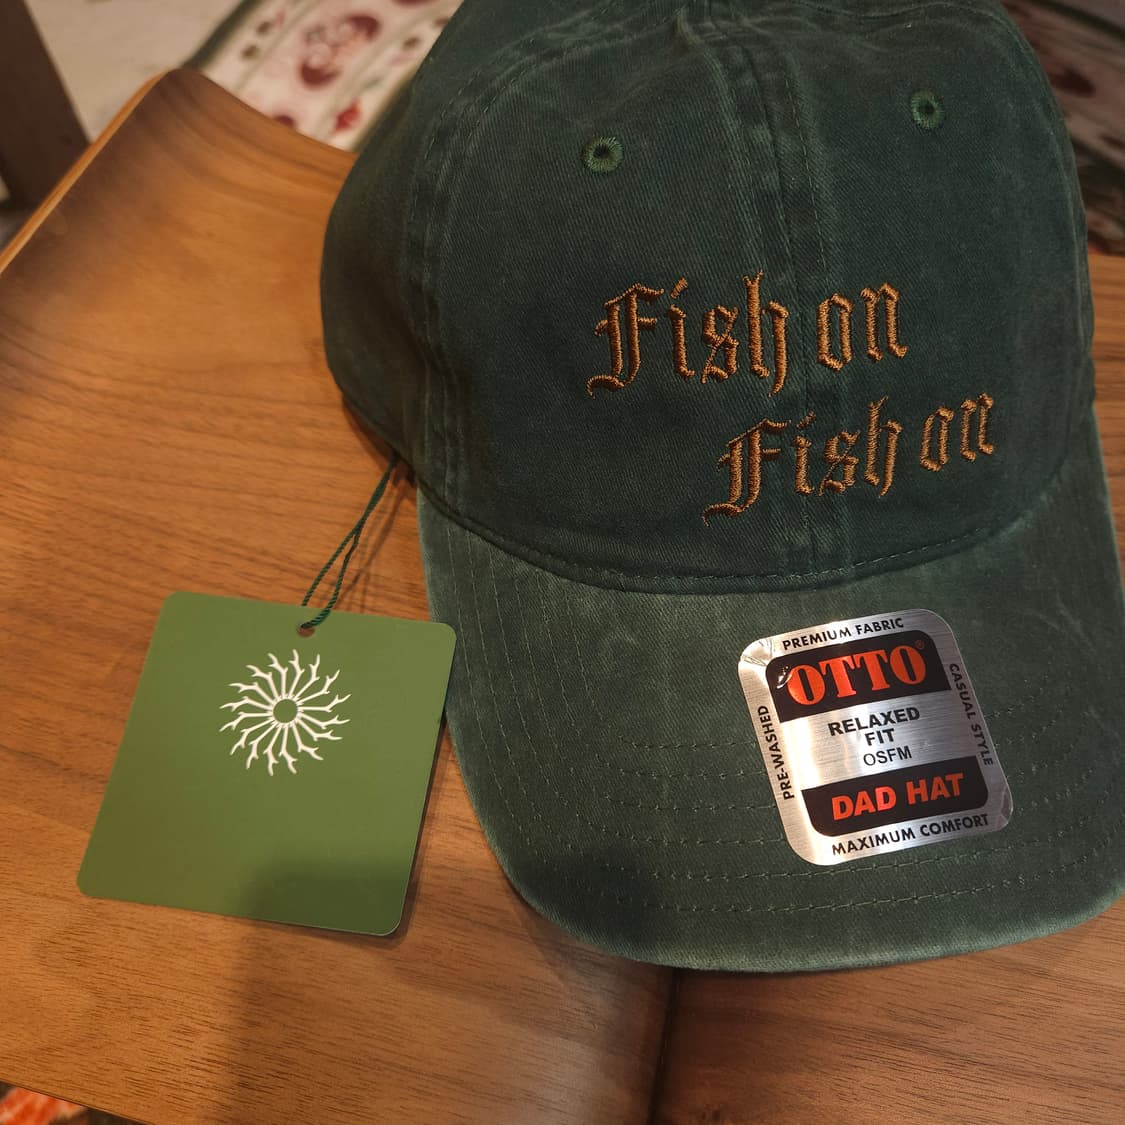 Fish on
Fish on
PREMIUM FABRIC
OTTO®
RELAXED
FIT
OSFM
DAD HAT
MAXIMUM COMFORT
PRE-WASHED
CASUAL STYLE